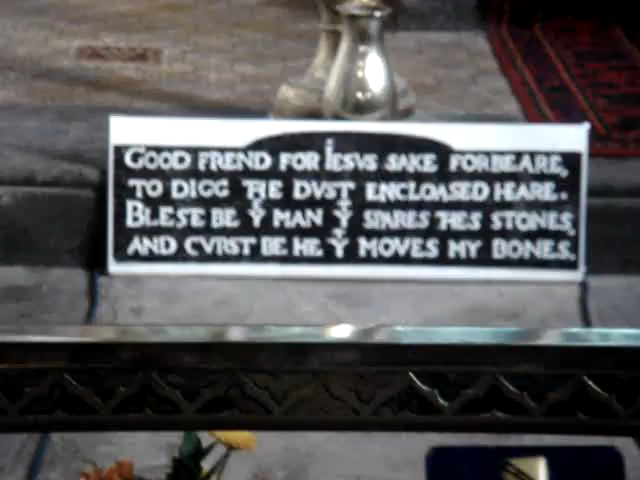 GOOD FREND FOR IESVS SAKE FORBEARE,
TO DIGG THE DVST ENCLOASED HEARE.
BLESE BE Yͤ MAN Yͭ SPARES THES STONES,
AND CVRST BE HE Yͭ MOVES MY BONES.